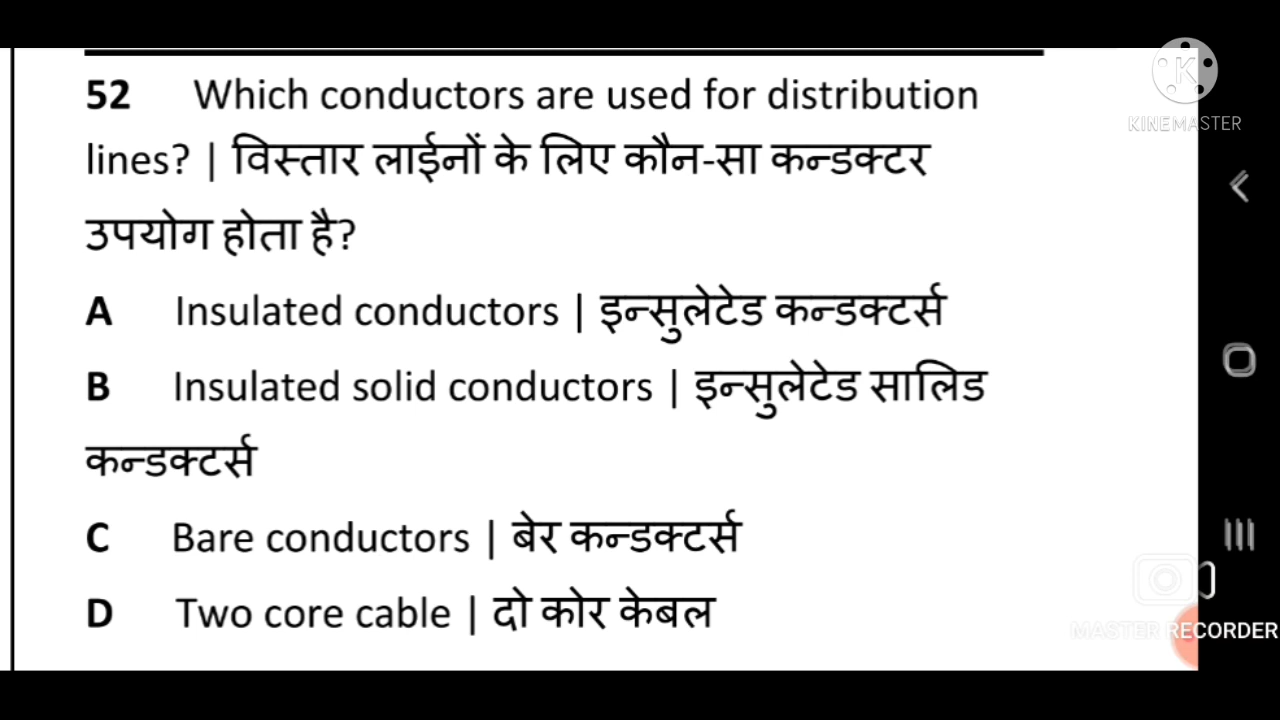 52 Which conductors are used for distribution
lines? | विस्तार लाईनों के लिए कौन-सा कन्डक्टर
उपयोग होता है?
A Insulated conductors | इन्सुलेटेड कन्डक्टर्स
B Insulated solid conductors | इन्सुलेटेड सालिड
कन्डक्टर्स
C Bare conductors | बेर कन्डक्टर्स
D Two core cable | दो कोर केबल
K
KINEMASTER
MASTER RECORDER